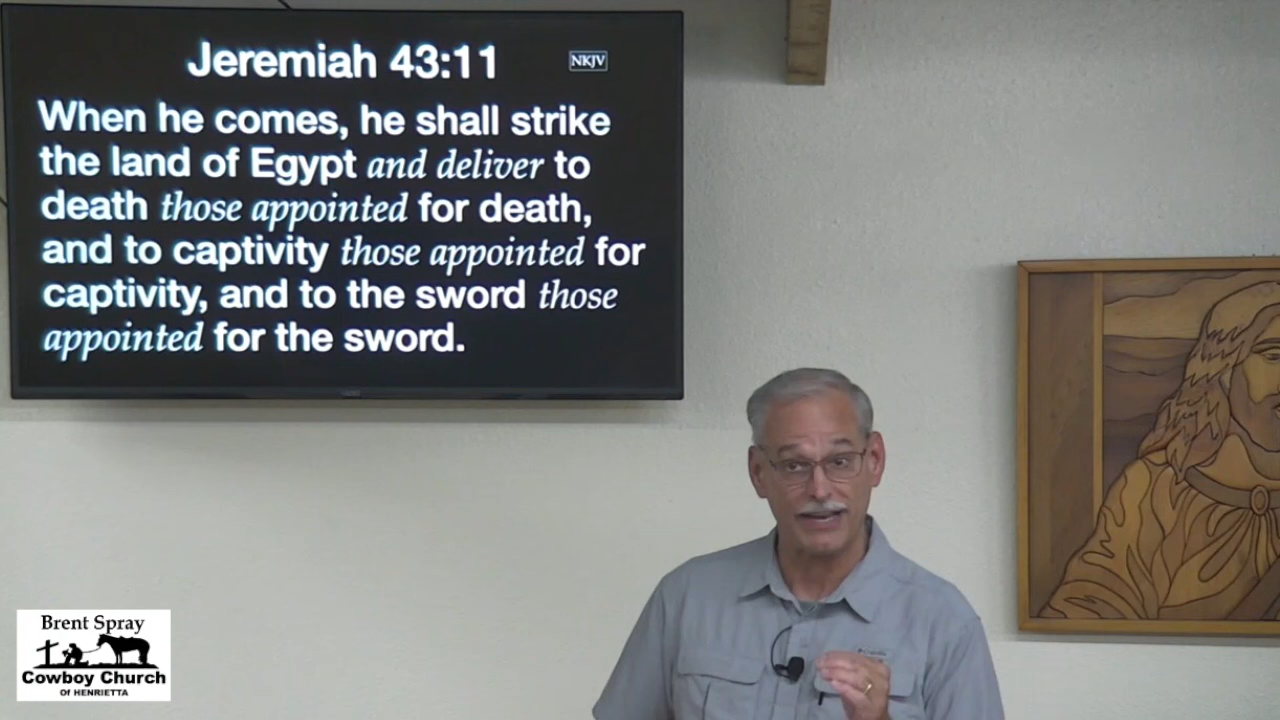 Jeremiah 43:11 NKJV
When he comes, he shall strike
the land of Egypt and deliver to
death those appointed for death,
and to captivity those appointed for
captivity, and to the sword those
appointed for the sword.
Brent Spray
Cowboy Church
OF HENRIETTA